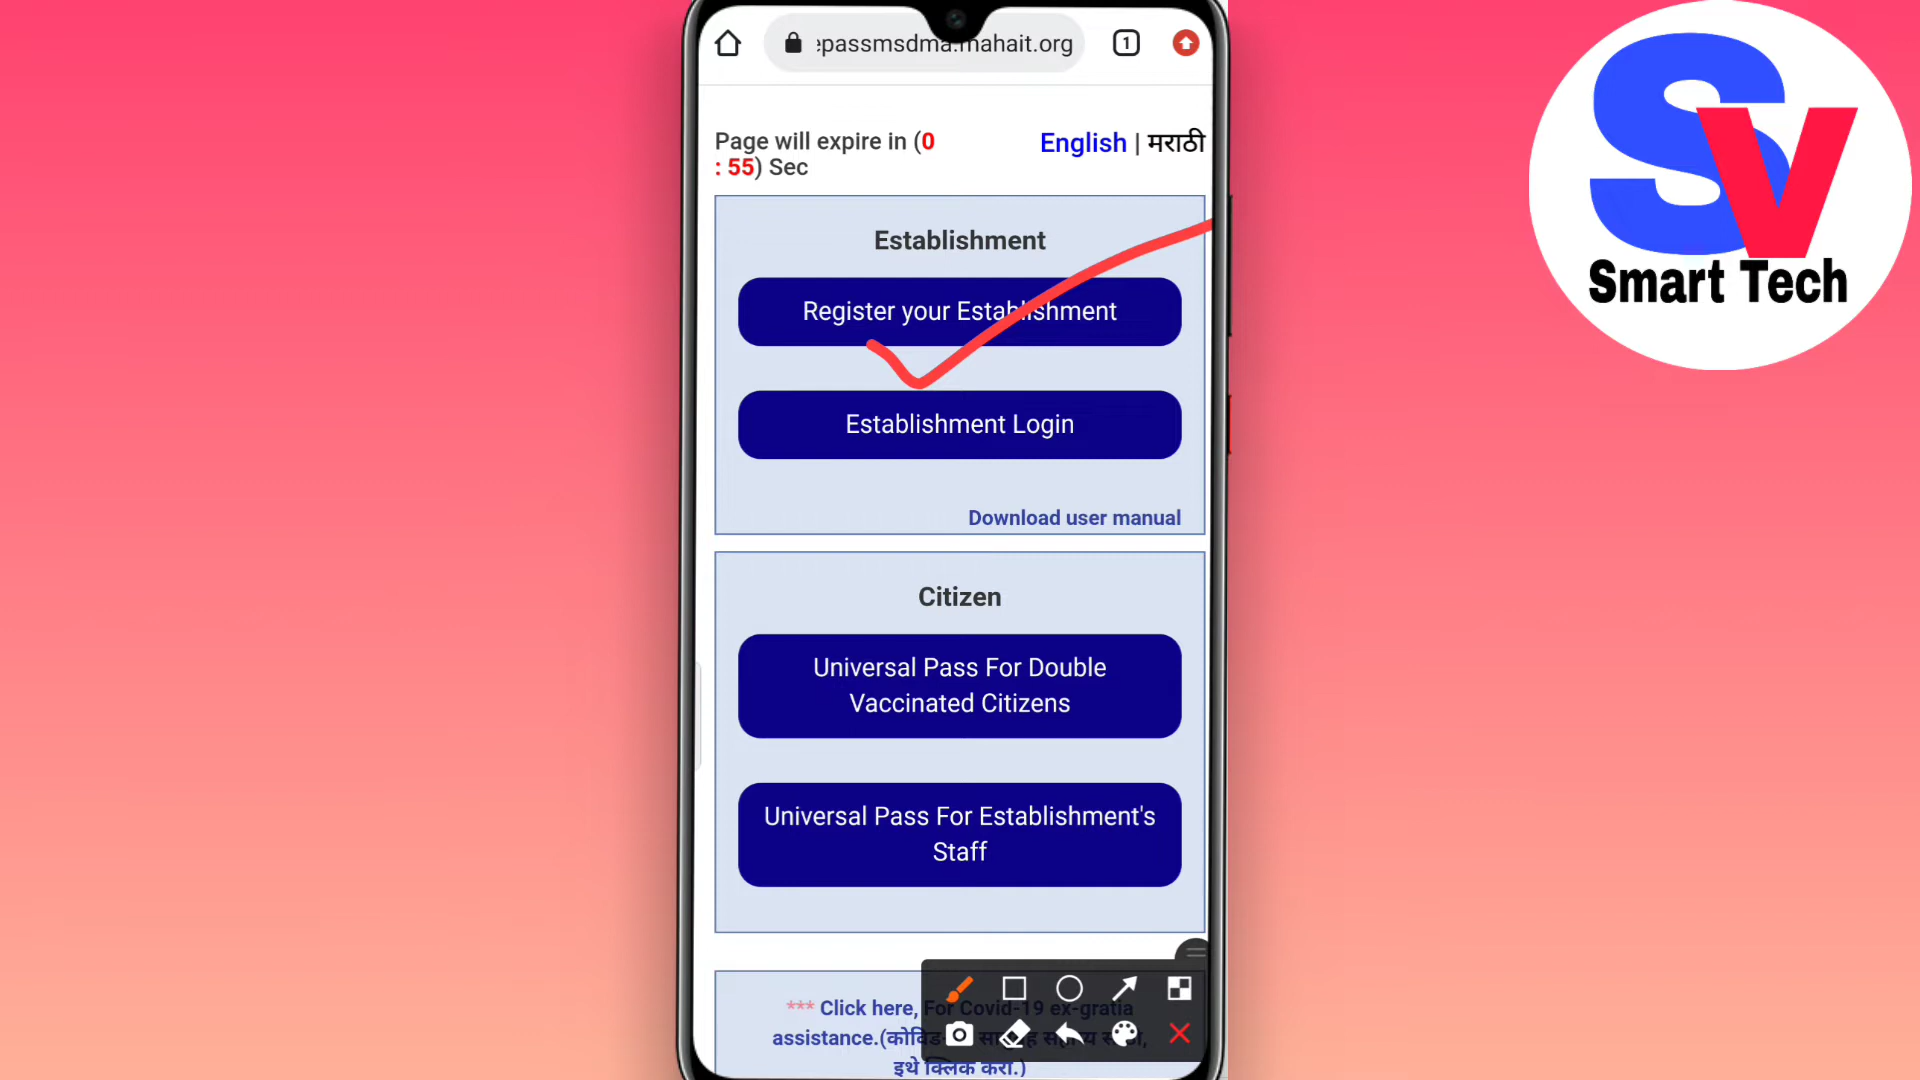 epassmsdma.mahait.org
1
Page will expire in (0
: 55) Sec
English | मराठी
Establishment
Register your Establishment
Establishment Login
Download user manual
Citizen
Universal Pass For Double
Vaccinated Citizens
Universal Pass For Establishment's
Staff
*** Click here, For Covid-19 ex-gratia
assistance.(कोविड-
इथे क्लिक करा.)
SV
Smart Tech